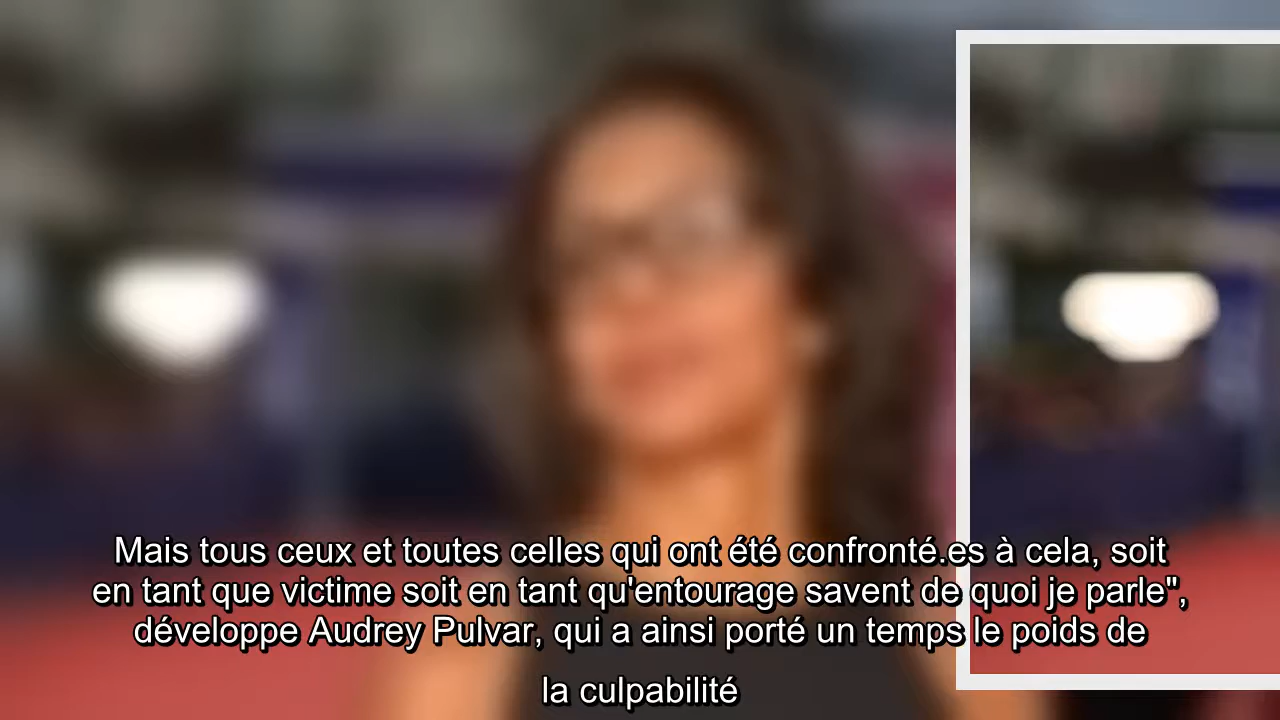 Mais tous ceux et toutes celles qui ont été confronté.es à cela, soit
en tant que victime soit en tant qu'entourage savent de quoi je parle",
développe Audrey Pulvar, qui a ainsi porté un temps le poids de
la culpabilité